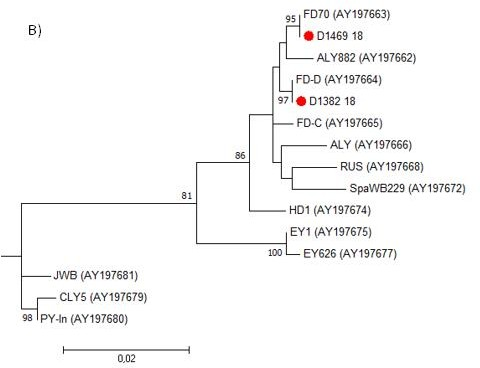 B)
95
FD70 (AY197663)
D1469 18
ALY882 (AY197662)
FD-D (AY197664)
97
D1382 18
FD-C (AY197665)
ALY (AY197666)
86
RUS (AY197668)
SpaWB229 (AY197672)
81
HD1 (AY197674)
EY1 (AY197675)
100
EY626 (AY197677)
JWB (AY197681)
CLY5 (AY197679)
98
PY-In (AY197680)
0,02